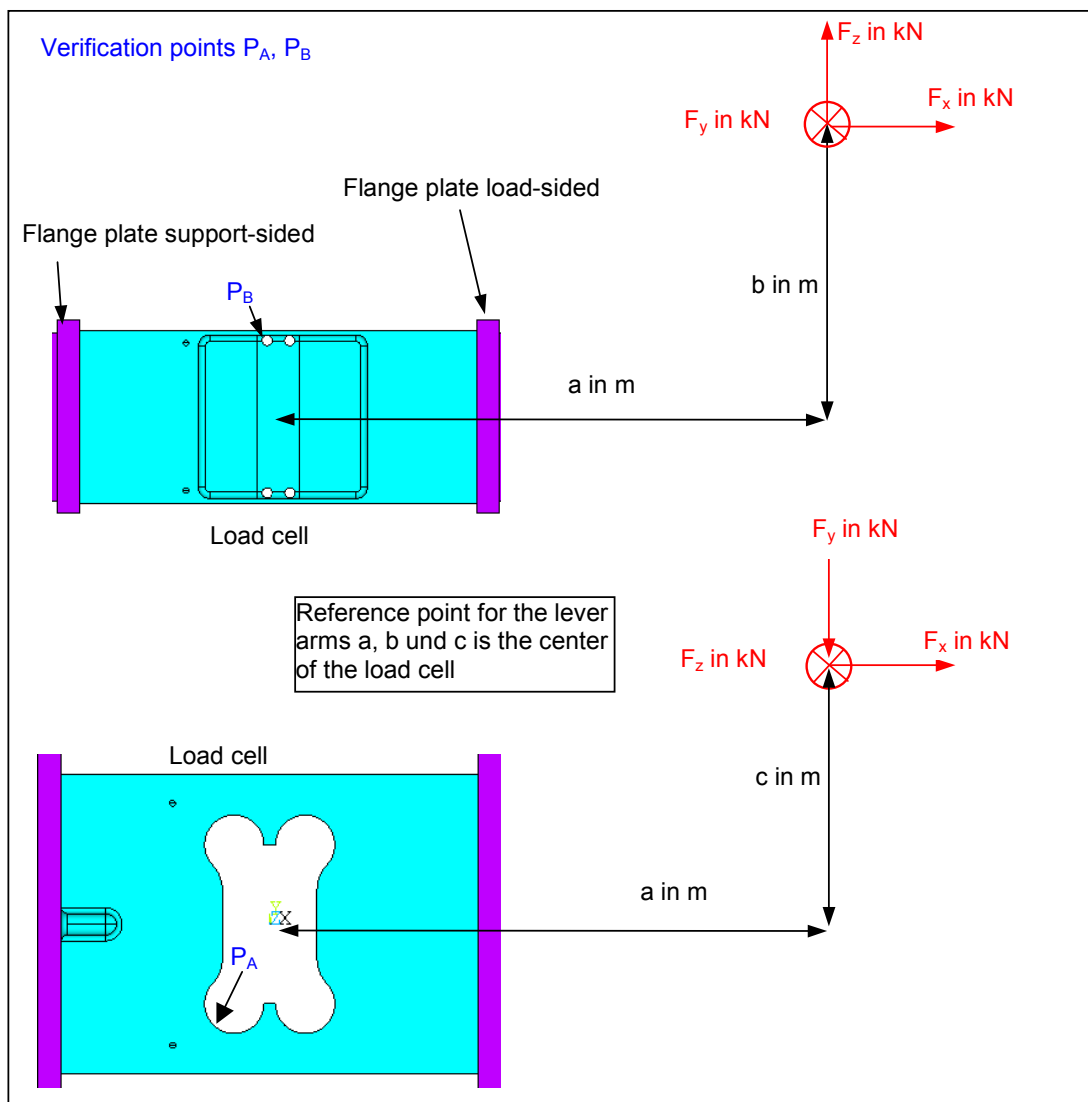 Verification points P_A, P_B
F_z in kN
F_x in kN
F_y in kN
Flange plate load-sided
Flange plate support-sided
P_B
b in m
a in m
Load cell
F_y in kN
Reference point for the lever
arms a, b und c is the center
of the load cell
F_z in kN
F_x in kN
Load cell
c in m
a in m
ZX
P_A